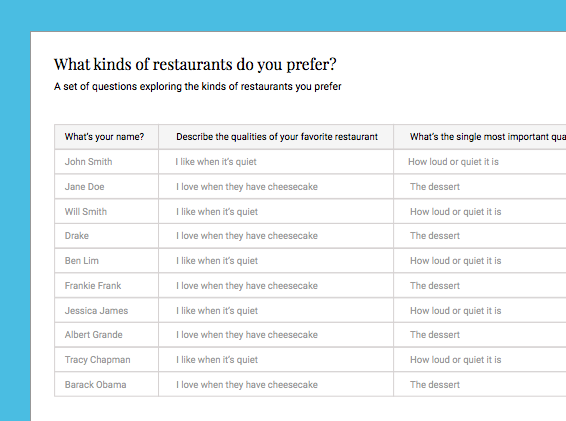 What kinds of restaurants do you prefer?
A set of questions exploring the kinds of restaurants you prefer
What's your name? Describe the qualities of your favorite restaurant What's the single most important
John Smith I like when it's quiet How loud or quiet it is
Jane Doe I love when they have cheesecake The dessert
Will Smith I like when it's quiet How loud or quiet it is
Drake I love when they have cheesecake The dessert
Ben Lim I like when it's quiet How loud or quiet it is
Frankie Frank I love when they have cheesecake The dessert
Jessica James I like when it's quiet How loud or quiet it is
Albert Grande I love when they have cheesecake The dessert
Tracy Chapman I like when it's quiet How loud or quiet it is
Barack Obama I love when they have cheesecake The dessert